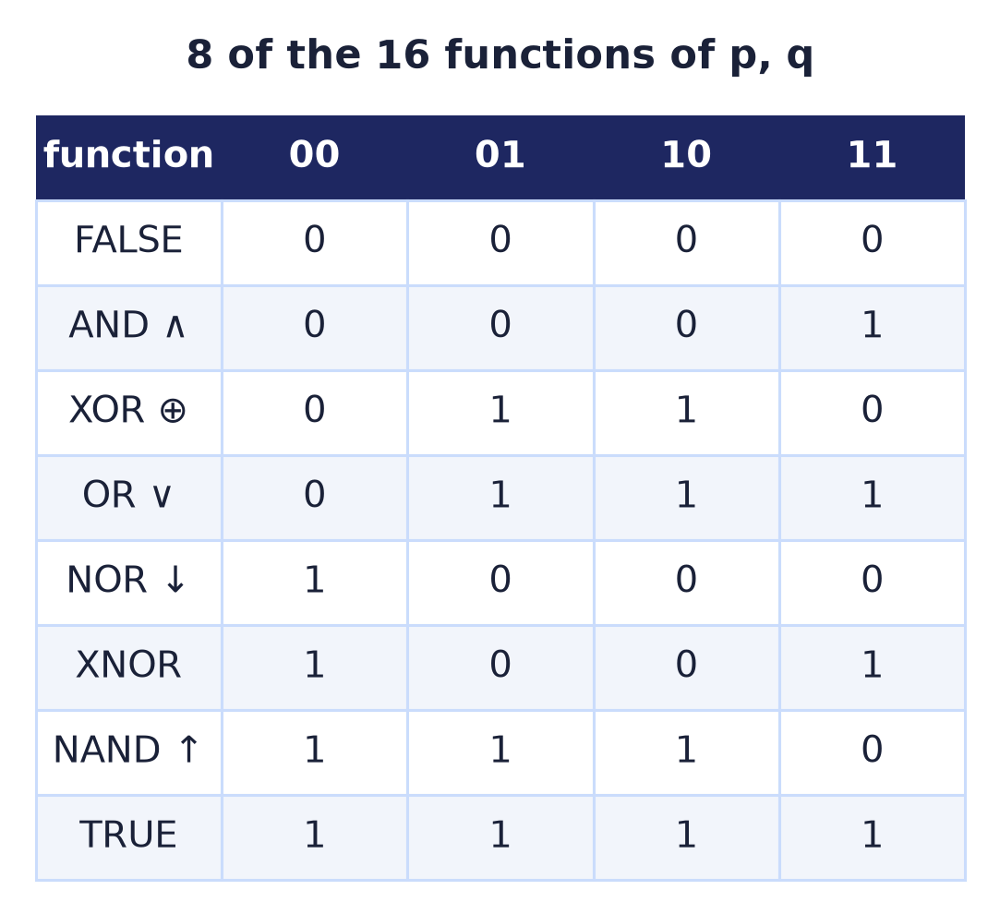 8 of the 16 functions of p, q
function 00 01 10 11
FALSE 0 0 0 0
AND ∧ 0 0 0 1
XOR ⊕ 0 1 1 0
OR ∨ 0 1 1 1
NOR ↓ 1 0 0 0
XNOR 1 0 0 1
NAND ↑ 1 1 1 0
TRUE 1 1 1 1